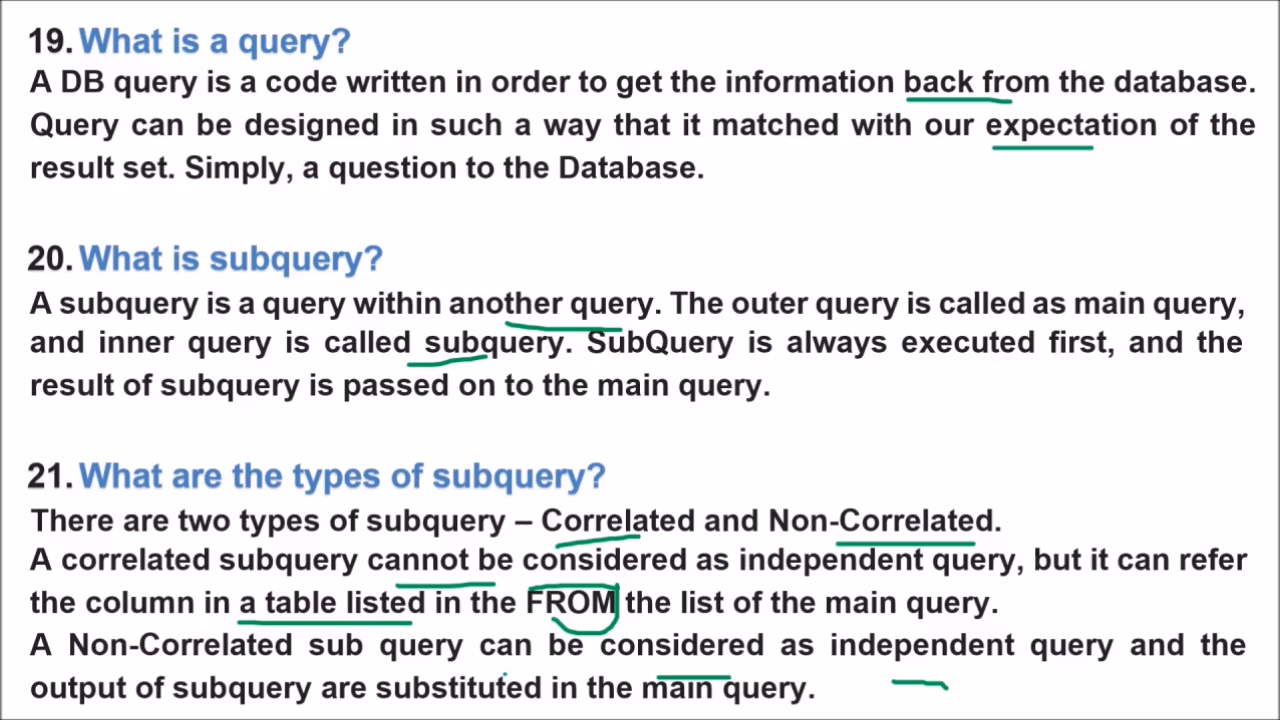 19. What is a query?
A DB query is a code written in order to get the information back from the database.
Query can be designed in such a way that it matched with our expectation of the
result set. Simply, a question to the Database.
20. What is subquery?
A subquery is a query within another query. The outer query is called as main query,
and inner query is called subquery. SubQuery is always executed first, and the
result of subquery is passed on to the main query.
21. What are the types of subquery?
There are two types of subquery – Correlated and Non-Correlated.
A correlated subquery cannot be considered as independent query, but it can refer
the column in a table listed in the FROM the list of the main query.
A Non-Correlated sub query can be considered as independent query and the
output of subquery are substituted in the main query.